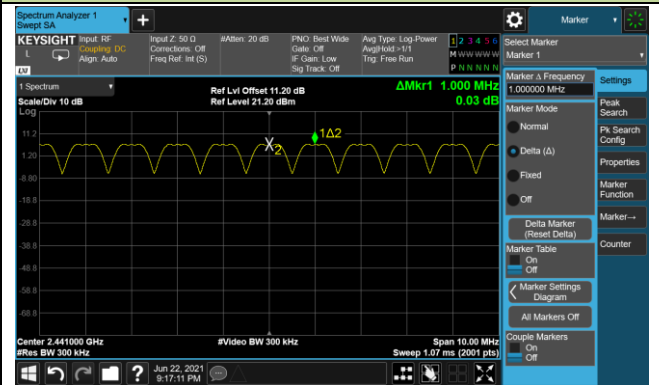 Spectrum Analyzer 1
Swept SA
Marker
KEYSIGHT
L
LXI
Input: RF
Coupling: DC
Align: Auto
Input Z: 50 Ω
Corrections: Off
Freq Ref: Int (S)
#Atten: 20 dB
PNO: Best Wide
Gate: Off
IF Gain: Low
Sig Track: Off
Avg Type: Log-Power
Avg|Hold:>1/1
Trig: Free Run
1 2 3 4 5 6
M W W W W W
P N N N N N
Select Marker
Marker 1
1 Spectrum
Scale/Div 10 dB
Log
Ref Lvl Offset 11.20 dB
Ref Level 21.20 dBm
ΔMkr1 1.000 MHz
0.03 dB
11.2
1.20
-8.80
-18.8
-28.8
-38.8
-48.8
-58.8
-68.8
X2
1Δ2
Center 2.441000 GHz
#Res BW 300 kHz
#Video BW 300 kHz
Span 10.00 MHz
Sweep 1.07 ms (2001 pts)
Marker Δ Frequency
1.000000 MHz
Marker Mode
Normal
Delta (Δ)
Fixed
Off
Delta Marker
(Reset Delta)
Marker Table
On
Off
Marker Settings
Diagram
All Markers Off
Couple Markers
On
Off
Settings
Peak
Search
Pk Search
Config
Properties
Marker
Function
Marker→
Counter
?
Jun 22, 2021
9:17:11 PM